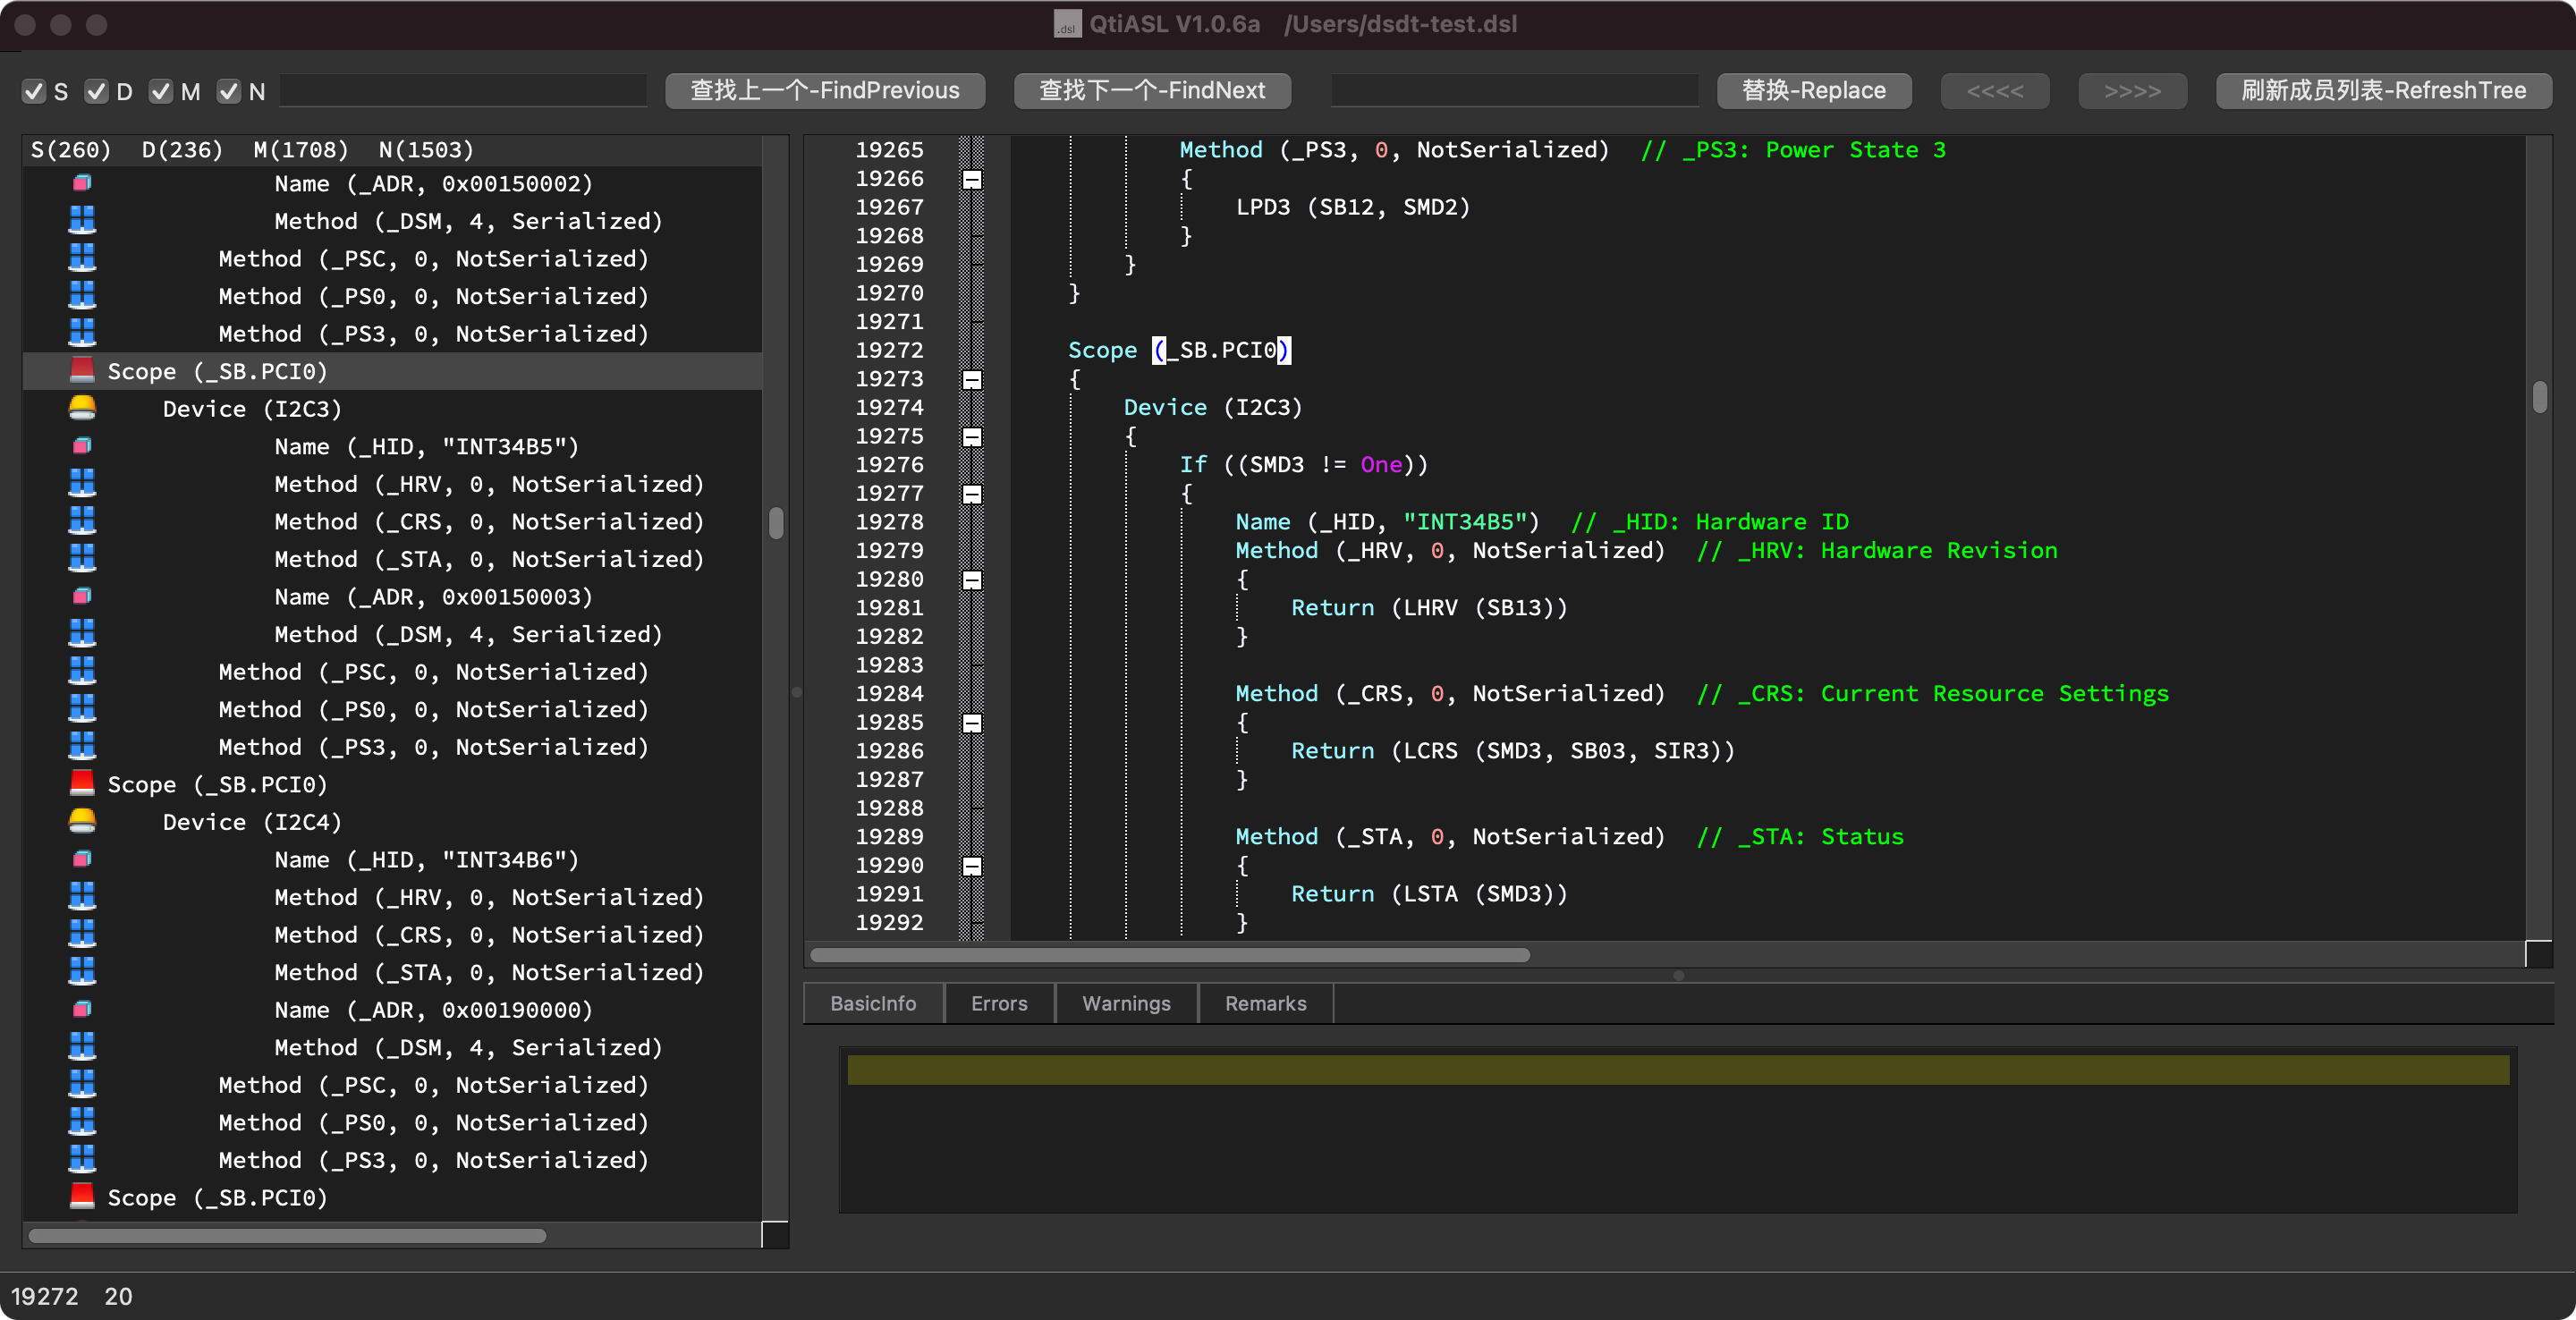 .dsl QtiASL V1.0.6a /Users/dsdt-test.dsl
S D M N 查找上一个-FindPrevious 查找下一个-FindNext 替换-Replace <<<< >>>> 刷新成员列表-RefreshTree
S(260) D(236) M(1708) N(1503)
Name (_ADR, 0x00150002)
Method (_DSM, 4, Serialized)
Method (_PSC, 0, NotSerialized)
Method (_PS0, 0, NotSerialized)
Method (_PS3, 0, NotSerialized)
Scope (_SB.PCI0)
Device (I2C3)
Name (_HID, "INT34B5")
Method (_HRV, 0, NotSerialized)
Method (_CRS, 0, NotSerialized)
Method (_STA, 0, NotSerialized)
Name (_ADR, 0x00150003)
Method (_DSM, 4, Serialized)
Method (_PSC, 0, NotSerialized)
Method (_PS0, 0, NotSerialized)
Method (_PS3, 0, NotSerialized)
Scope (_SB.PCI0)
Device (I2C4)
Name (_HID, "INT34B6")
Method (_HRV, 0, NotSerialized)
Method (_CRS, 0, NotSerialized)
Method (_STA, 0, NotSerialized)
Name (_ADR, 0x00190000)
Method (_DSM, 4, Serialized)
Method (_PSC, 0, NotSerialized)
Method (_PS0, 0, NotSerialized)
Method (_PS3, 0, NotSerialized)
Scope (_SB.PCI0)
19265 Method (_PS3, 0, NotSerialized) // _PS3: Power State 3
19266 {
19267 LPD3 (SB12, SMD2)
19268 }
19269 }
19270 }
19271
19272 Scope (_SB.PCI0)
19273 {
19274 Device (I2C3)
19275 {
19276 If ((SMD3 != One))
19277 {
19278 Name (_HID, "INT34B5") // _HID: Hardware ID
19279 Method (_HRV, 0, NotSerialized) // _HRV: Hardware Revision
19280 {
19281 Return (LHRV (SB13))
19282 }
19283
19284 Method (_CRS, 0, NotSerialized) // _CRS: Current Resource Settings
19285 {
19286 Return (LCRS (SMD3, SB03, SIR3))
19287 }
19288
19289 Method (_STA, 0, NotSerialized) // _STA: Status
19290 {
19291 Return (LSTA (SMD3))
19292 }
BasicInfo Errors Warnings Remarks
19272 20